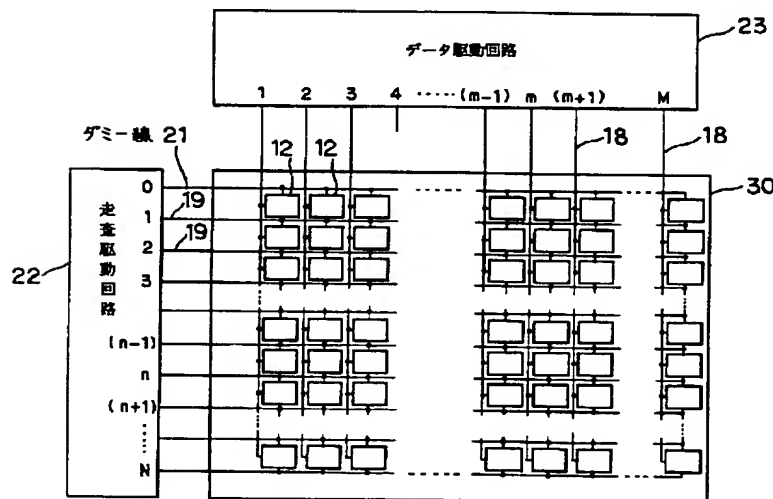 データ駆動回路
23
1 2 3 4 ······ (m-1) m (m+1) M
ダミー線 21
12 12
18 18
30
22
走査駆動回路
0
19 1
19 2
3
(n-1)
n
(n+1)
N